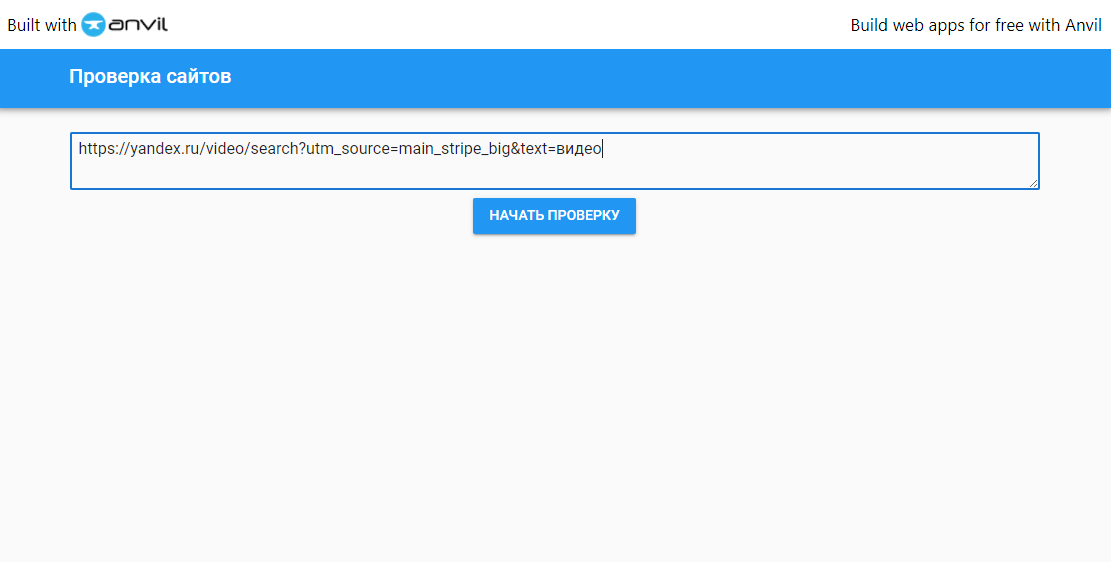 Built with anvil
Build web apps for free with Anvil
Проверка сайтов
https://yandex.ru/video/search?utm_source=main_stripe_big&text=видео
НАЧАТЬ ПРОВЕРКУ